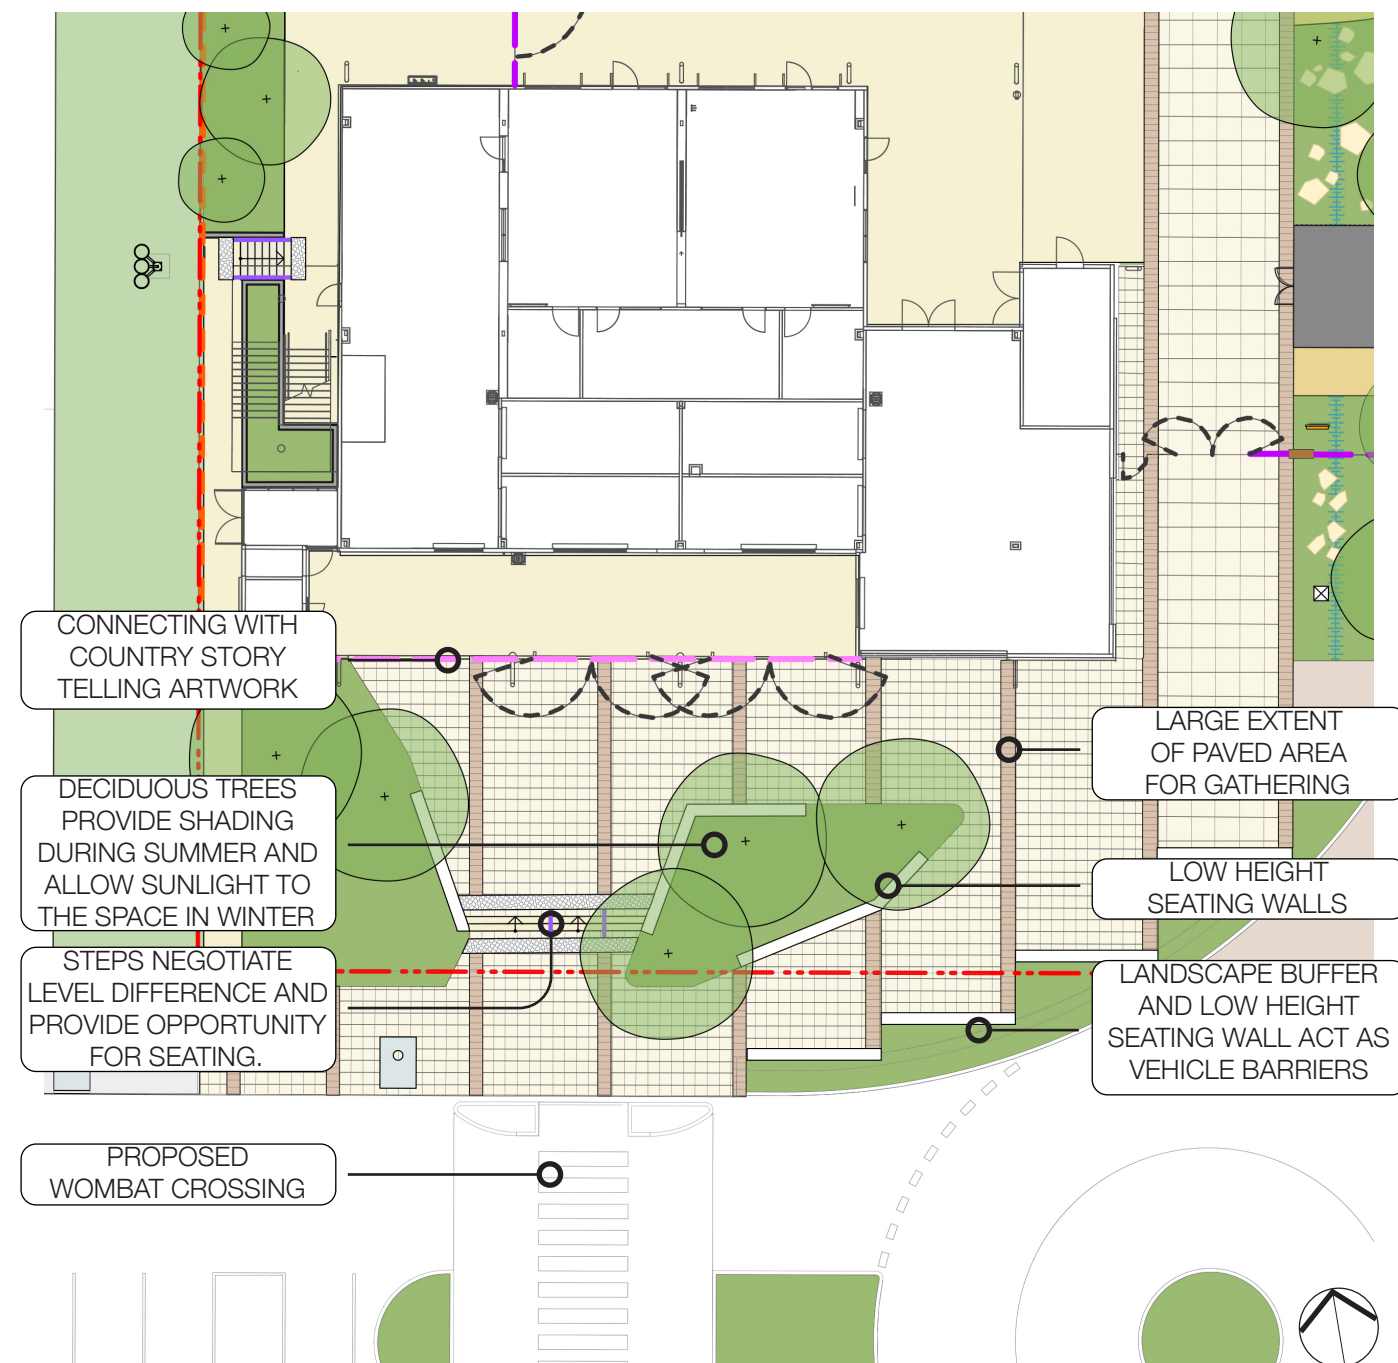 CONNECTING WITH
COUNTRY STORY
TELLING ARTWORK
DECIDUOUS TREES
PROVIDE SHADING
DURING SUMMER AND
ALLOW SUNLIGHT TO
THE SPACE IN WINTER
STEPS NEGOTIATE
LEVEL DIFFERENCE AND
PROVIDE OPPORTUNITY
FOR SEATING.
PROPOSED
WOMBAT CROSSING
LARGE EXTENT
OF PAVED AREA
FOR GATHERING
LOW HEIGHT
SEATING WALLS
LANDSCAPE BUFFER
AND LOW HEIGHT
SEATING WALL ACT AS
VEHICLE BARRIERS